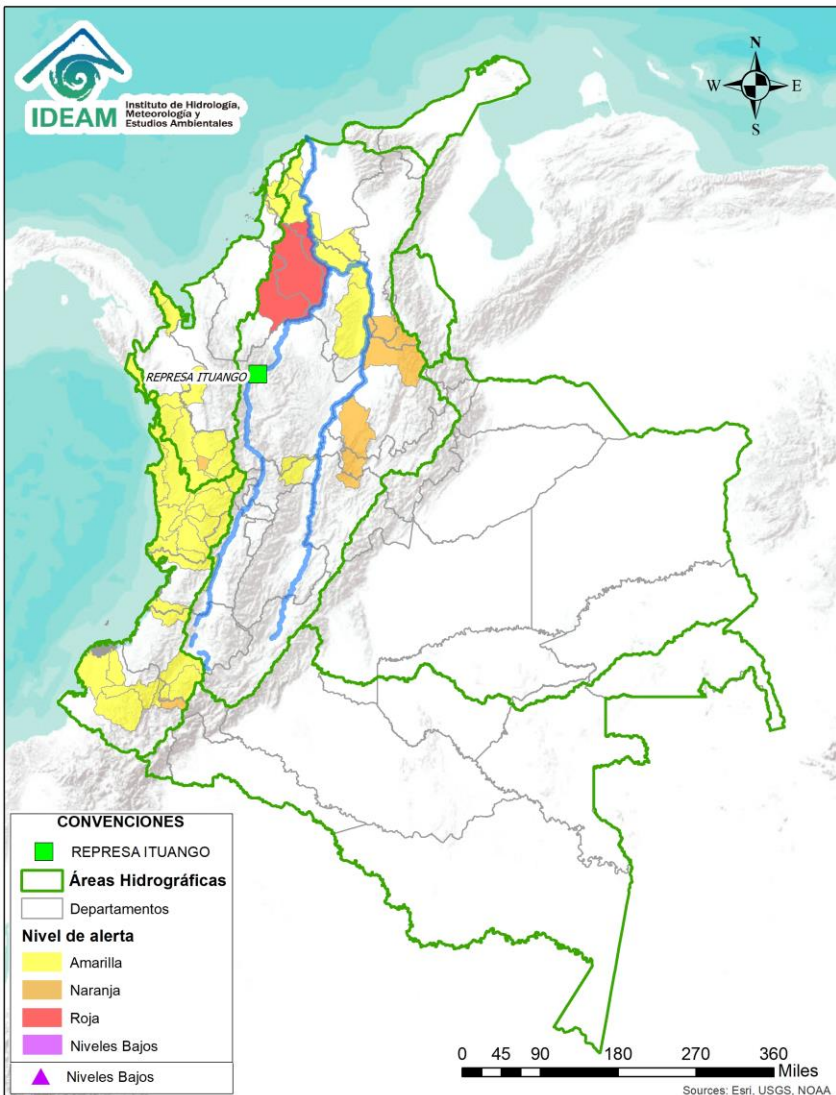 IDEAM
Instituto de Hidrología,
Meteorología y
Estudios Ambientales
N
W
E
S
REPRESA ITUANGO
CONVENCIONES
REPRESA ITUANGO
Áreas Hidrográficas
Departamentos
Nivel de alerta
Amarilla
Naranja
Roja
Niveles Bajos
Niveles Bajos
0 45 90 180 270 360
Miles
Sources: Esri, USGS, NOAA